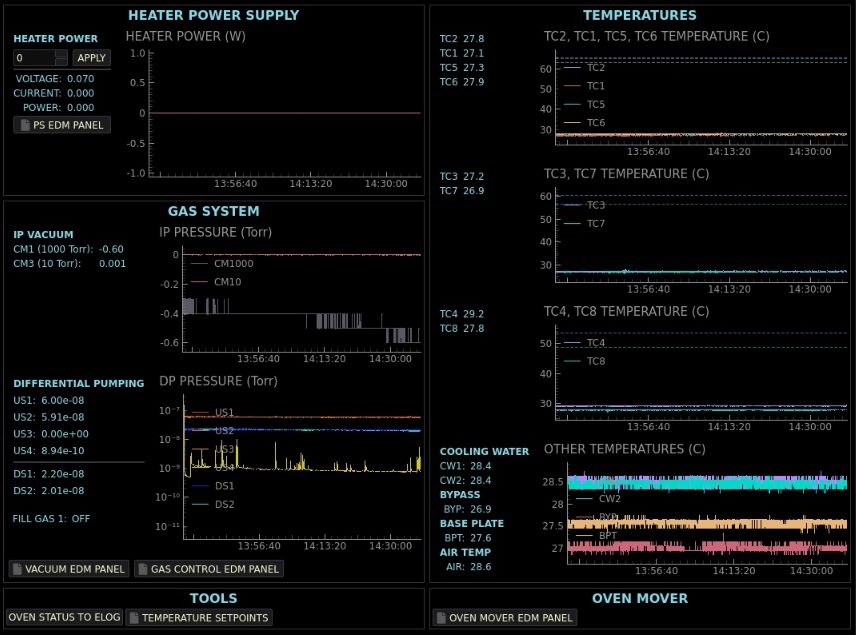 HEATER POWER SUPPLY
HEATER POWER
0
APPLY
VOLTAGE: 0.070
CURRENT: 0.000
POWER: 0.000
PS EDM PANEL
HEATER POWER (W)
1.0
0.5
0
-0.5
-1.0
13:56:40 14:13:20 14:30:00
GAS SYSTEM
IP VACUUM
CM1 (1000 Torr): -0.60
CM3 (10 Torr): 0.001
IP PRESSURE (Torr)
0
-0.2
-0.4
-0.6
CM1000
CM10
13:56:40 14:13:20 14:30:00
DIFFERENTIAL PUMPING
US1: 6.00e-08
US2: 5.91e-08
US3: 0.00e+00
US4: 8.94e-10
DS1: 2.20e-08
DS2: 2.01e-08
FILL GAS 1: OFF
DP PRESSURE (Torr)
10⁻⁷
10⁻⁸
10⁻⁹
10⁻¹⁰
10⁻¹¹
US1
US2
US3
DS1
DS2
13:56:40 14:13:20 14:30:00
VACUUM EDM PANEL
GAS CONTROL EDM PANEL
TOOLS
OVEN STATUS TO ELOG
TEMPERATURE SETPOINTS
TEMPERATURES
TC2 27.8
TC1 27.1
TC5 27.3
TC6 27.9
TC2, TC1, TC5, TC6 TEMPERATURE (C)
60
50
40
30
TC2
TC1
TC5
TC6
13:56:40 14:13:20 14:30:00
TC3 27.2
TC7 26.9
TC3, TC7 TEMPERATURE (C)
60
50
40
30
TC3
TC7
13:56:40 14:13:20 14:30:00
TC4 29.2
TC8 27.8
TC4, TC8 TEMPERATURE (C)
50
40
30
TC4
TC8
13:56:40 14:13:20 14:30:00
COOLING WATER
CW1: 28.4
CW2: 28.4
BYPASS
BYP: 26.9
BASE PLATE
BPT: 27.6
AIR TEMP
AIR: 28.6
OTHER TEMPERATURES (C)
28.5
28
27.5
27
CW2
BYP
BPT
13:56:40 14:13:20 14:30:00
OVEN MOVER
OVEN MOVER EDM PANEL